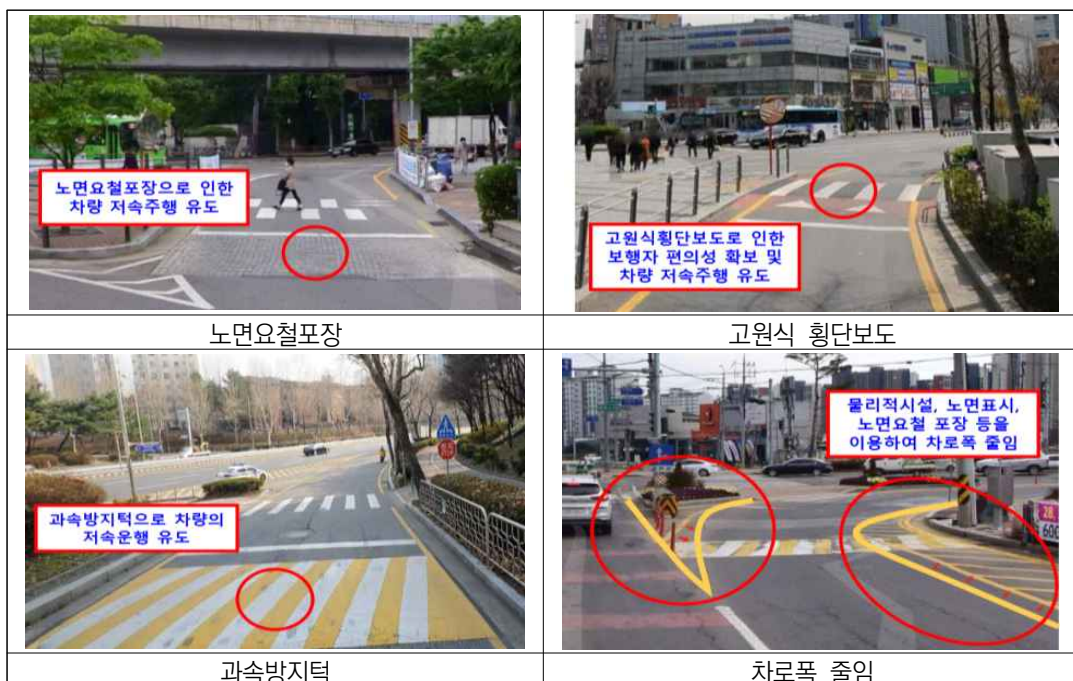 노면요철포장으로 인한
차량 저속주행 유도
고원식횡단보도로 인한
보행자 편의성 확보 및
차량 저속주행 유도
노면요철포장
고원식 횡단보도
과속방지턱으로 차량의
저속운행 유도
물리적시설, 노면표시,
노면요철 포장 등을
이용하여 차로폭 줄임
28,
600
과속방지턱
차로폭 줄임